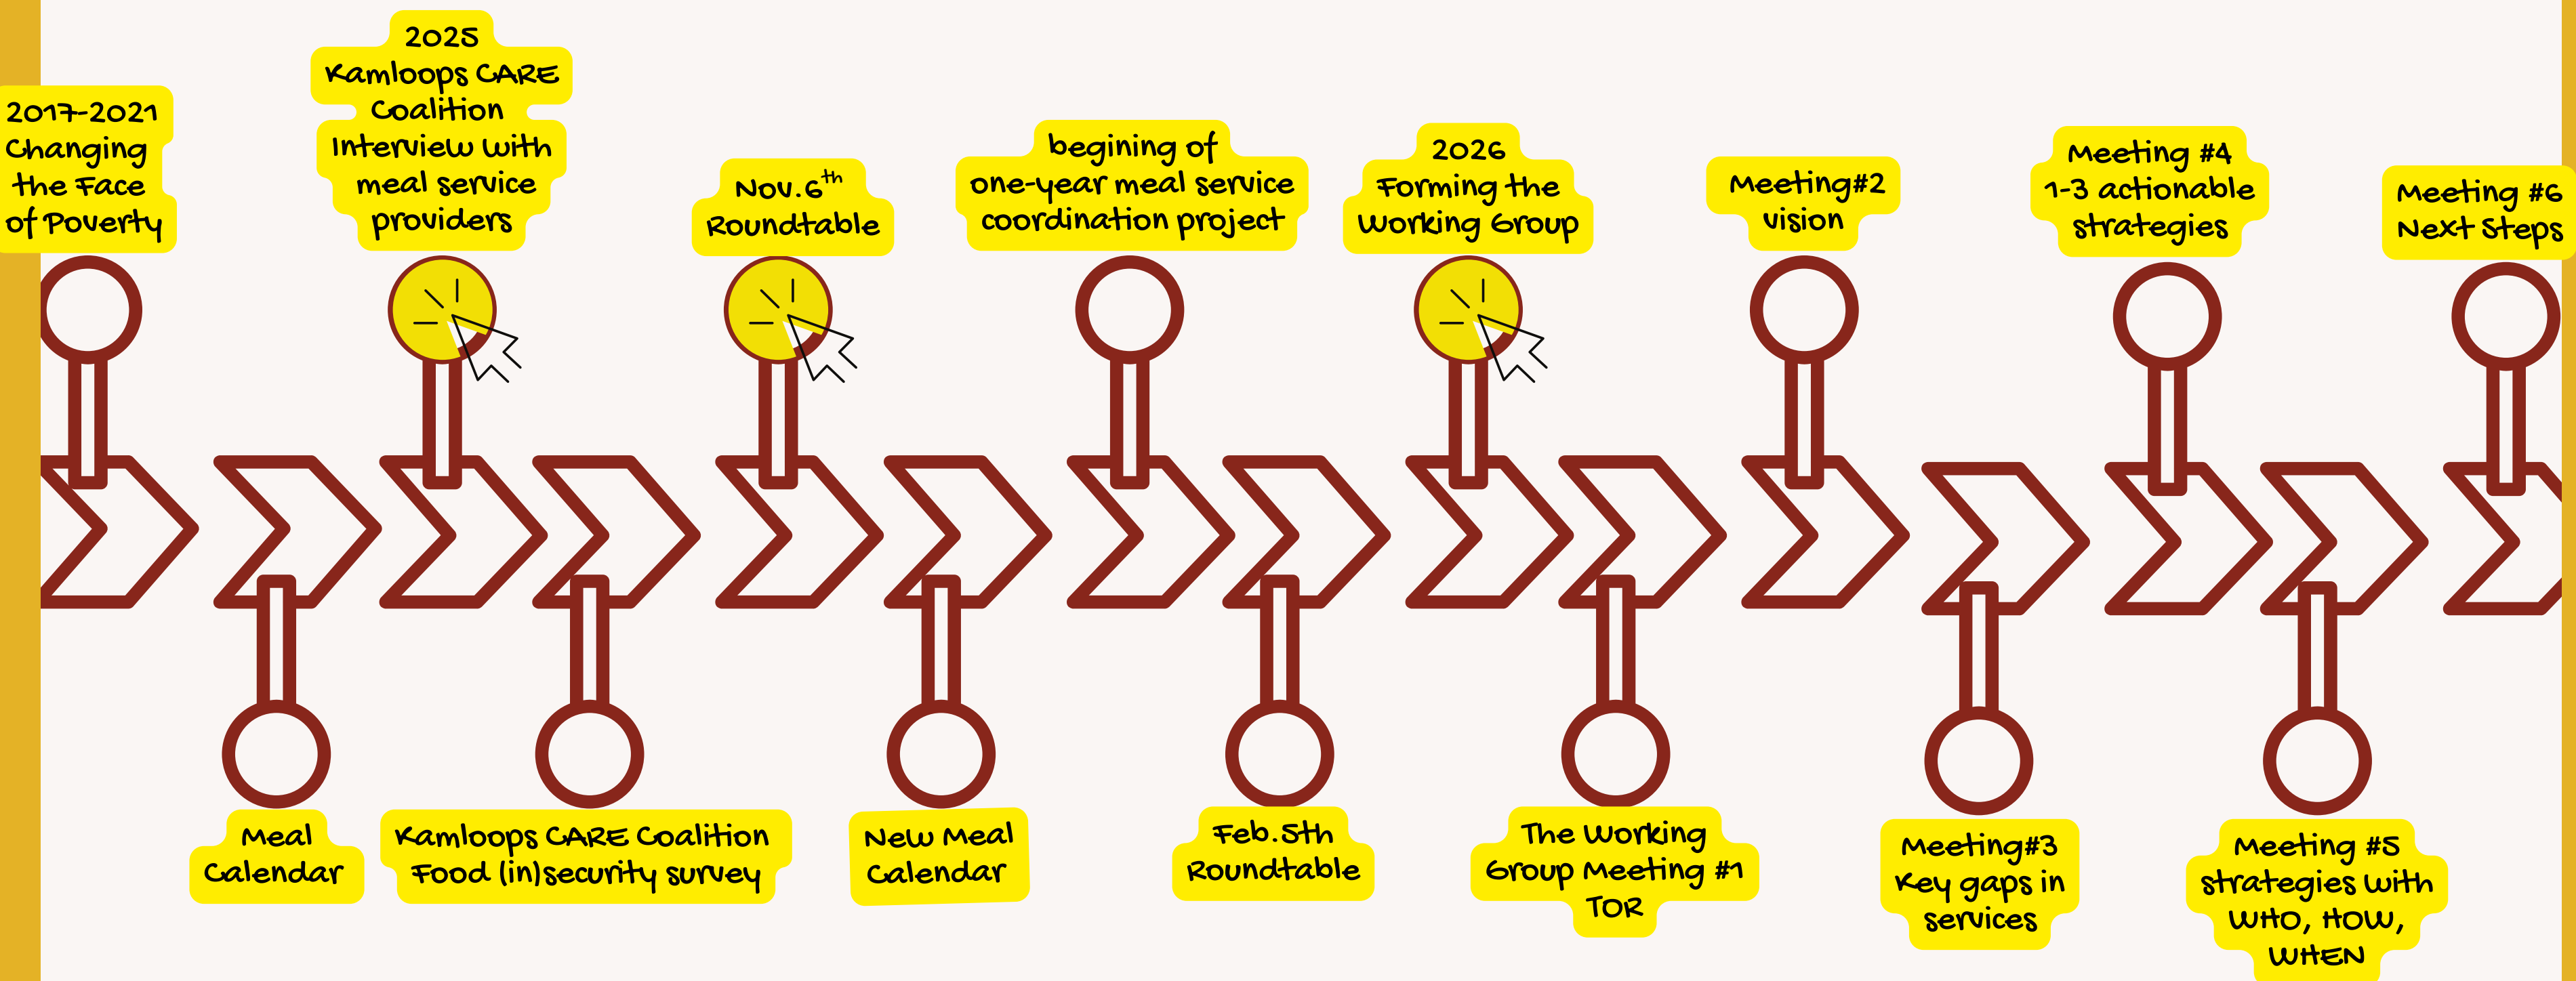 2017-2021
Changing
the Face
of Poverty
Meal
Calendar
2025
Kamloops CARE
Coalition
Interview with
meal service
providers
Kamloops CARE Coalition
Food (in)security survey
Nov.6th
Roundtable
New Meal
Calendar
begining of
one-year meal service
coordination project
Feb.5th
Roundtable
2026
Forming the
Working Group
The Working
Group Meeting #1
TOR
Meeting#2
vision
Meeting#3
Key gaps in
services
Meeting #4
1-3 actionable
strategies
Meeting #5
strategies with
WHO, HOW,
WHEN
Meeting #6
Next Steps